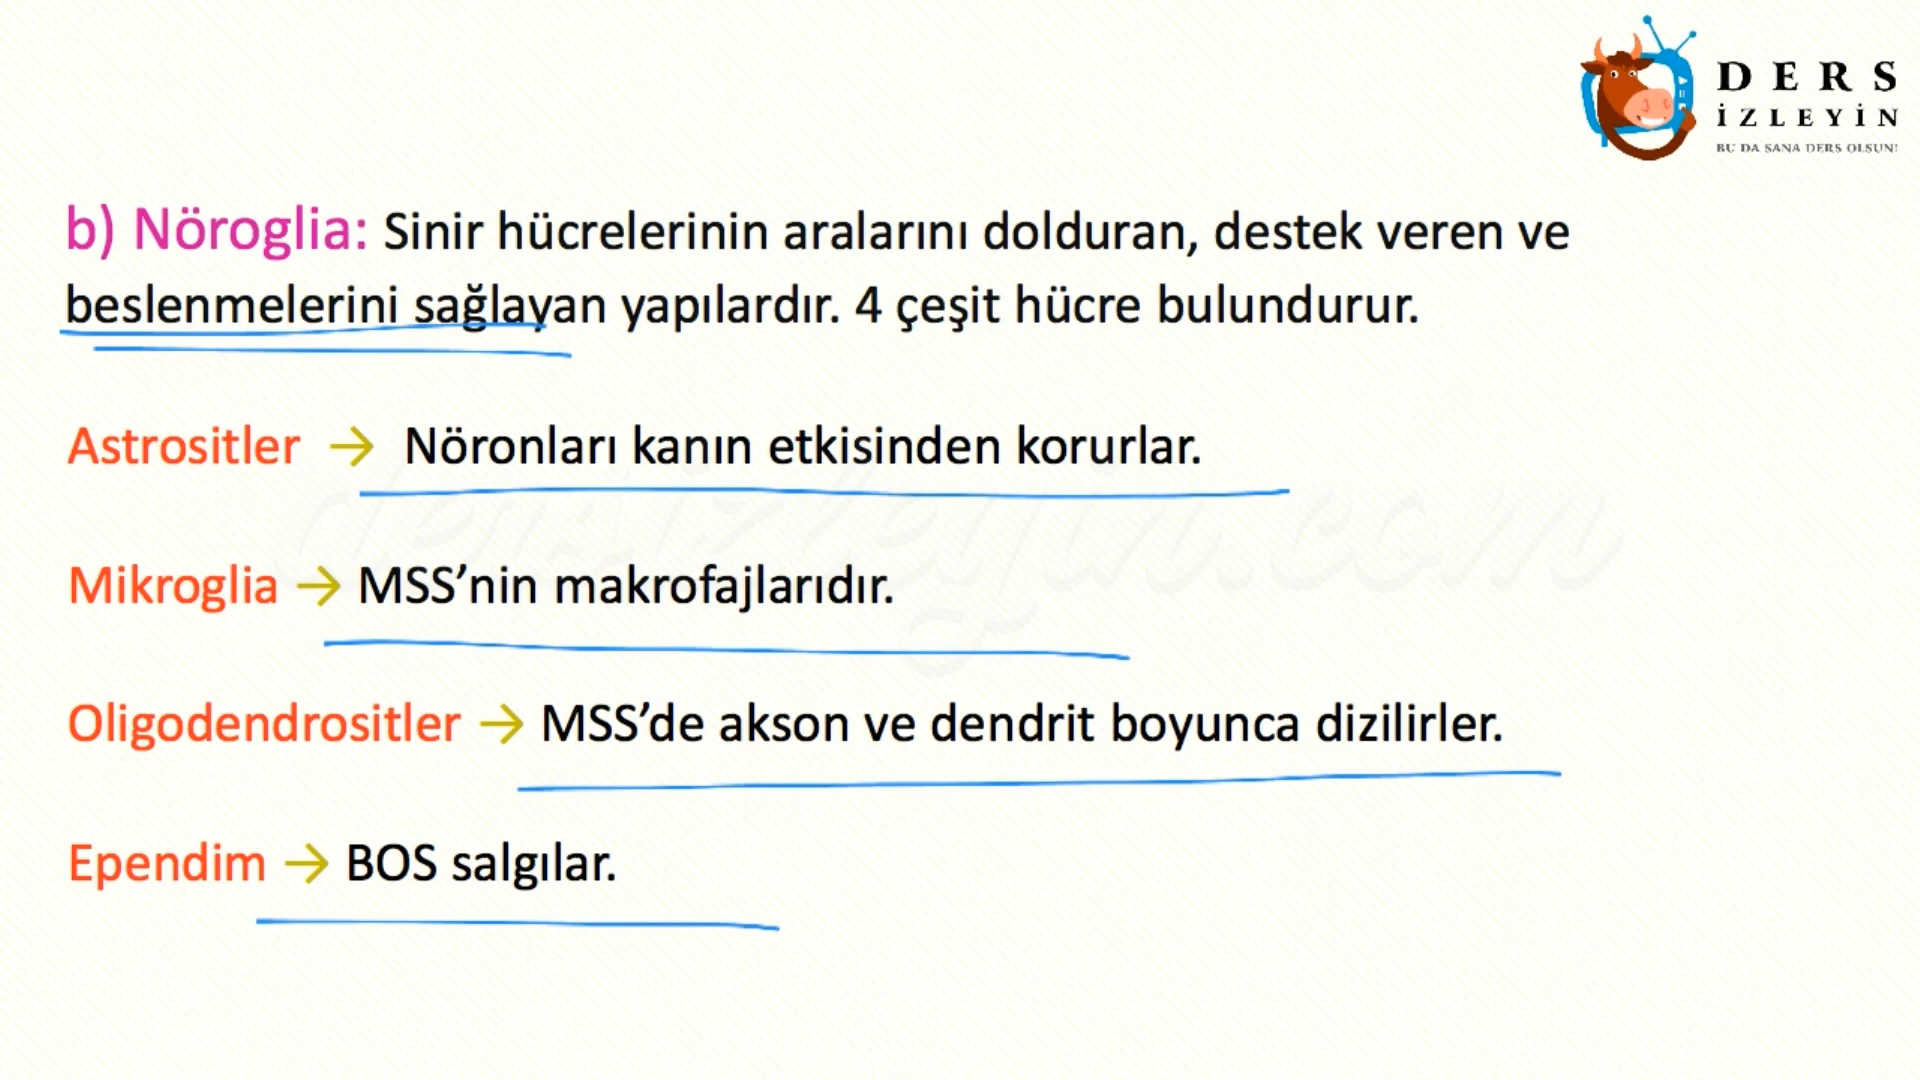 DERS
İZLEYİN
BU DA SANA DERS OLSUN!
b) Nöroglia: Sinir hücrelerinin aralarını dolduran, destek veren ve
beslenmelerini sağlayan yapılardır. 4 çeşit hücre bulundurur.
Astrositler → Nöronları kanın etkisinden korurlar.
dersizleyin.com
Mikroglia → MSS’nin makrofajlarıdır.
Oligodendrositler → MSS’de akson ve dendrit boyunca dizilirler.
Ependim → BOS salgılar.